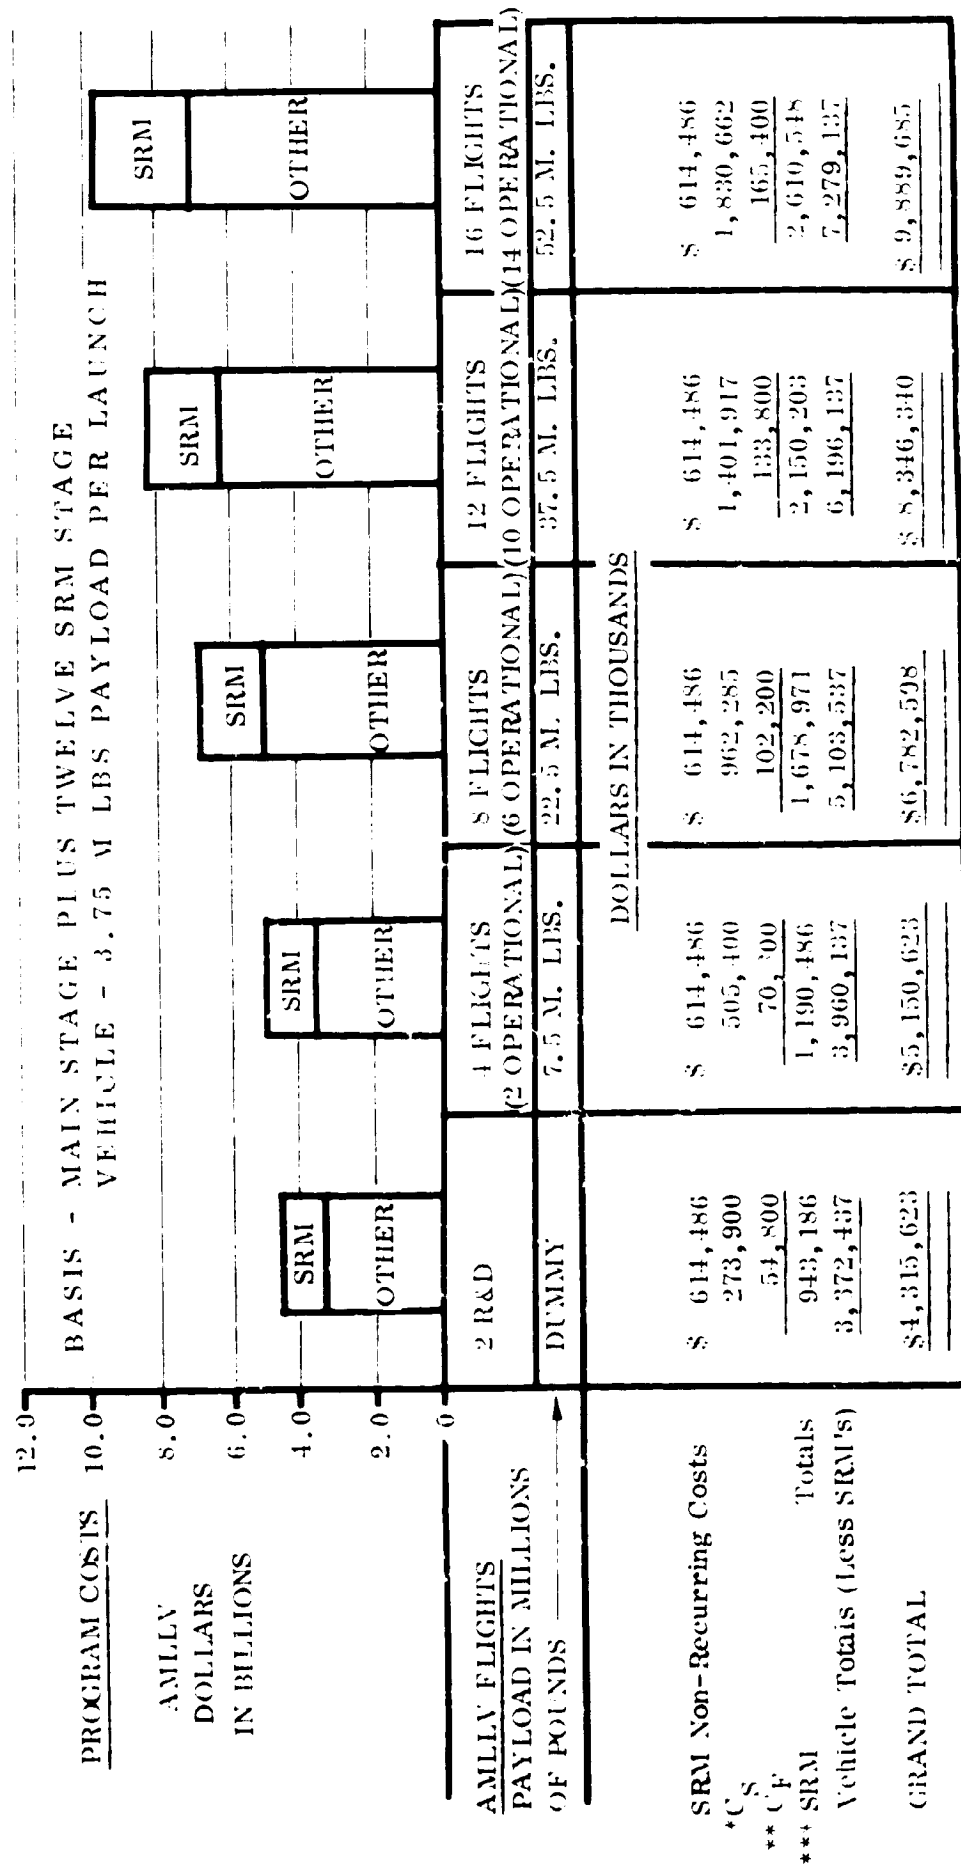 BASIS - MAIN STAGE PLUS TWELVE SRM STAGE
VEHICLE - 3.75 M LBS PAYLOAD PER LAUNCH
PROGRAM COSTS
AMLLV
DOLLARS
IN BILLIONS
12.0
10.0
8.0
6.0
4.0
2.0
0
SRM
OTHER
SRM
OTHER
SRM
OTHER
SRM
OTHER
SRM
OTHER
AMLLV FLIGHTS
2 R&D
4 FLIGHTS
(2 OPERATIONAL)
8 FLIGHTS
(6 OPERATIONAL)
12 FLIGHTS
(10 OPERATIONAL)
16 FLIGHTS
(14 OPERATIONAL)
PAYLOAD IN MILLIONS
OF POUNDS
DUMMY
7.5 M. LBS.
22.5 M. LBS.
37.5 M. LBS.
52.5 M. LBS.
DOLLARS IN THOUSANDS
SRM Non-Recurring Costs $ 614,486 $ 614,486 $ 614,486 $ 614,486 $ 614,486
*C S 273,900 505,400 962,285 1,401,917 1,830,662
** C F 54,800 102,200 133,800 165,400
*** SRM Totals 943,186 1,190,486 1,678,971 2,150,203 2,610,548
Vehicle Totals (Less SRM's) 3,372,437 3,960,137 5,103,537 6,196,137 7,279,137
GRAND TOTAL $4,315,623 $5,150,623 $6,782,508 $ 8,346,340 $ 9,889,685